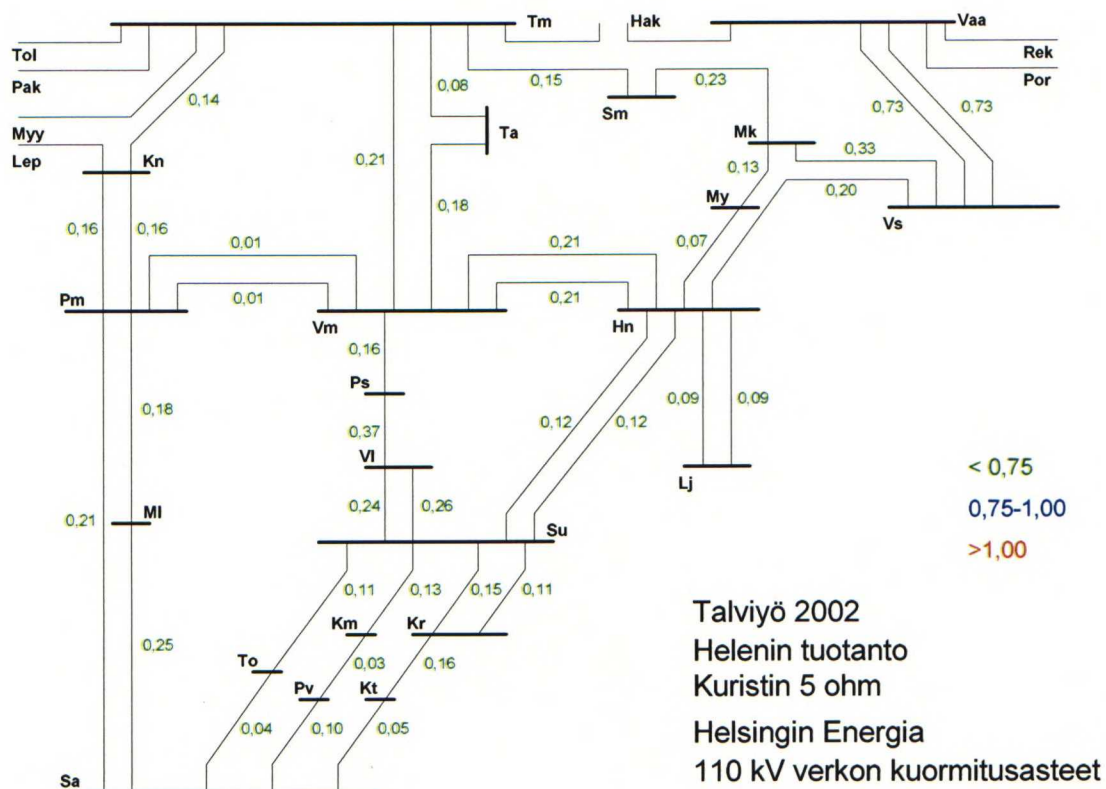 Tm
Hak
Vaa
Tol
Rek
Pak
0,14
0,08
0,15
0,23
Por
Sm
0,73
0,73
Myy
Ta
Mk
Lep
Kn
0,21
0,13
0,33
0,20
0,18
My
Vs
0,16
0,16
0,01
0,21
0,07
Pm
0,01
Vm
0,21
Hn
0,16
Ps
0,18
0,12
0,12
0,09
0,09
0,37
Vl
Lj
< 0,75
0,21
Ml
0,24
0,26
0,75-1,00
Su
>1,00
0,11
0,13
0,15
0,11
Talviyö 2002
Km
Kr
0,25
To
0,03
0,16
Helenin tuotanto
Pv
Kt
Kuristin 5 ohm
0,04
0,10
0,05
Helsingin Energia
Sa
110 kV verkon kuormitusasteet